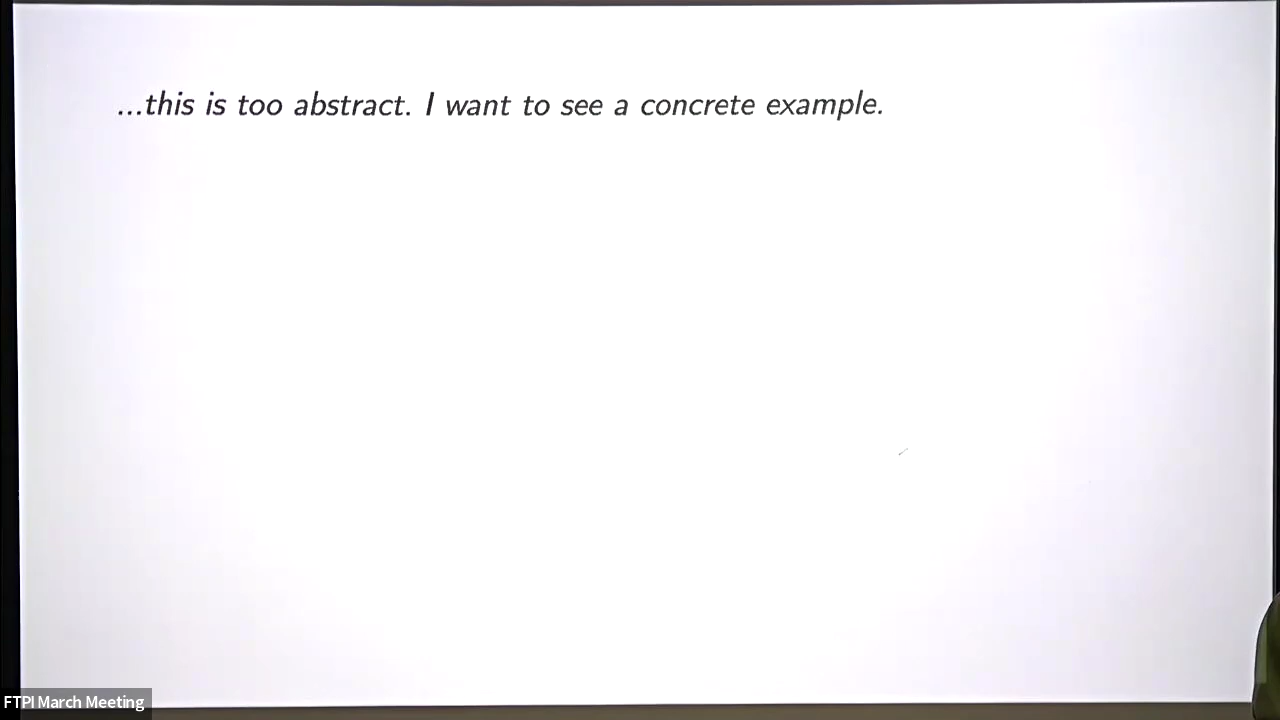 ...this is too abstract. I want to see a concrete example.
FTPI March Meeting